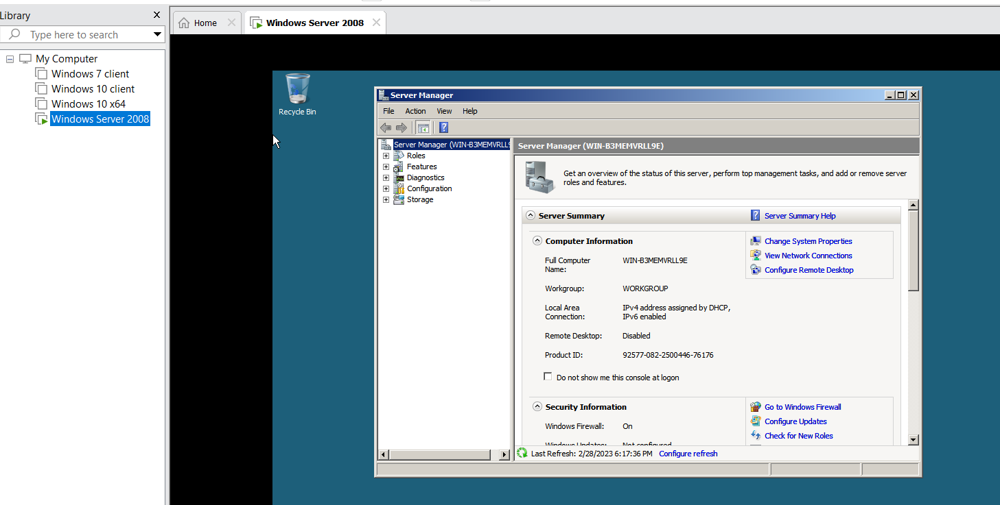 Library
Type here to search
My Computer
Windows 7 client
Windows 10 client
Windows 10 x64
Windows Server 2008
Home
Windows Server 2008
Recycle Bin
Server Manager
File Action View Help
Server Manager (WIN-B3MEMVRLL9
Roles
Features
Diagnostics
Configuration
Storage
Server Manager (WIN-B3MEMVRLL9E)
Get an overview of the status of this server, perform top management tasks, and add or remove server
roles and features.
Server Summary
Server Summary Help
Computer Information
Full Computer
Name:
WIN-B3MEMVRLL9E
Workgroup:
WORKGROUP
Local Area
Connection:
IPv4 address assigned by DHCP,
IPv6 enabled
Remote Desktop:
Disabled
Product ID:
92577-082-2500446-76176
Do not show me this console at logon
Change System Properties
View Network Connections
Configure Remote Desktop
Security Information
Windows Firewall:
On
Windows Updates:
Not configured
Go to Windows Firewall
Configure Updates
Check for New Roles
Last Refresh: 2/28/2023 6:17:36 PM Configure refresh